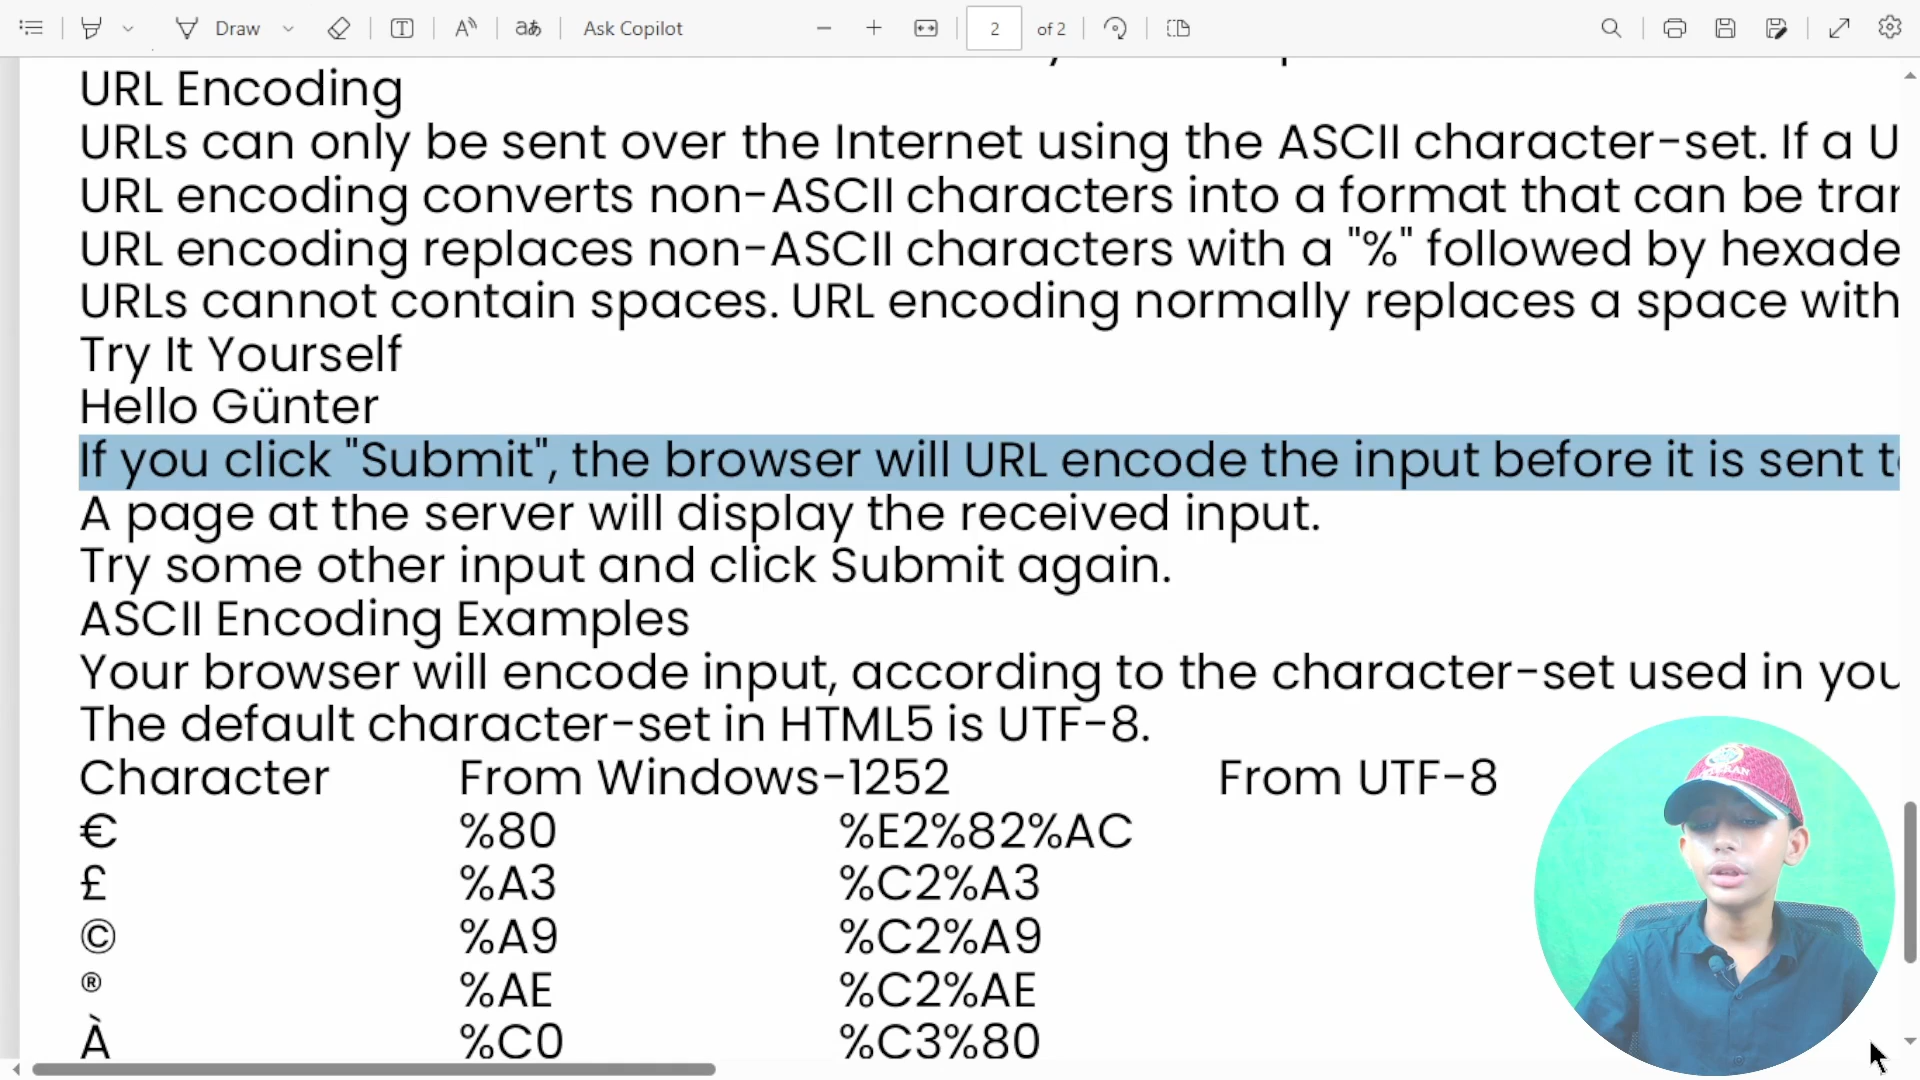 Draw Ask Copilot 2 of 2
URL Encoding
URLs can only be sent over the Internet using the ASCII character-set. If a U
URL encoding converts non-ASCII characters into a format that can be
URL encoding replaces non-ASCII characters with a "%" followed by hexade
URLs cannot contain spaces. URL encoding normally replaces a space with
Try It Yourself
Hello Günter
If you click "Submit", the browser will URL encode the input before it is sent
A page at the server will display the received input.
Try some other input and click Submit again.
ASCII Encoding Examples
Your browser will encode input, according to the character-set used in you
The default character-set in HTML5 is UTF-8.
Character From Windows-1252 From UTF-8
€ %80 %E2%82%AC
£ %A3 %C2%A3
© %A9 %C2%A9
® %AE %C2%AE
À %C0 %C3%80